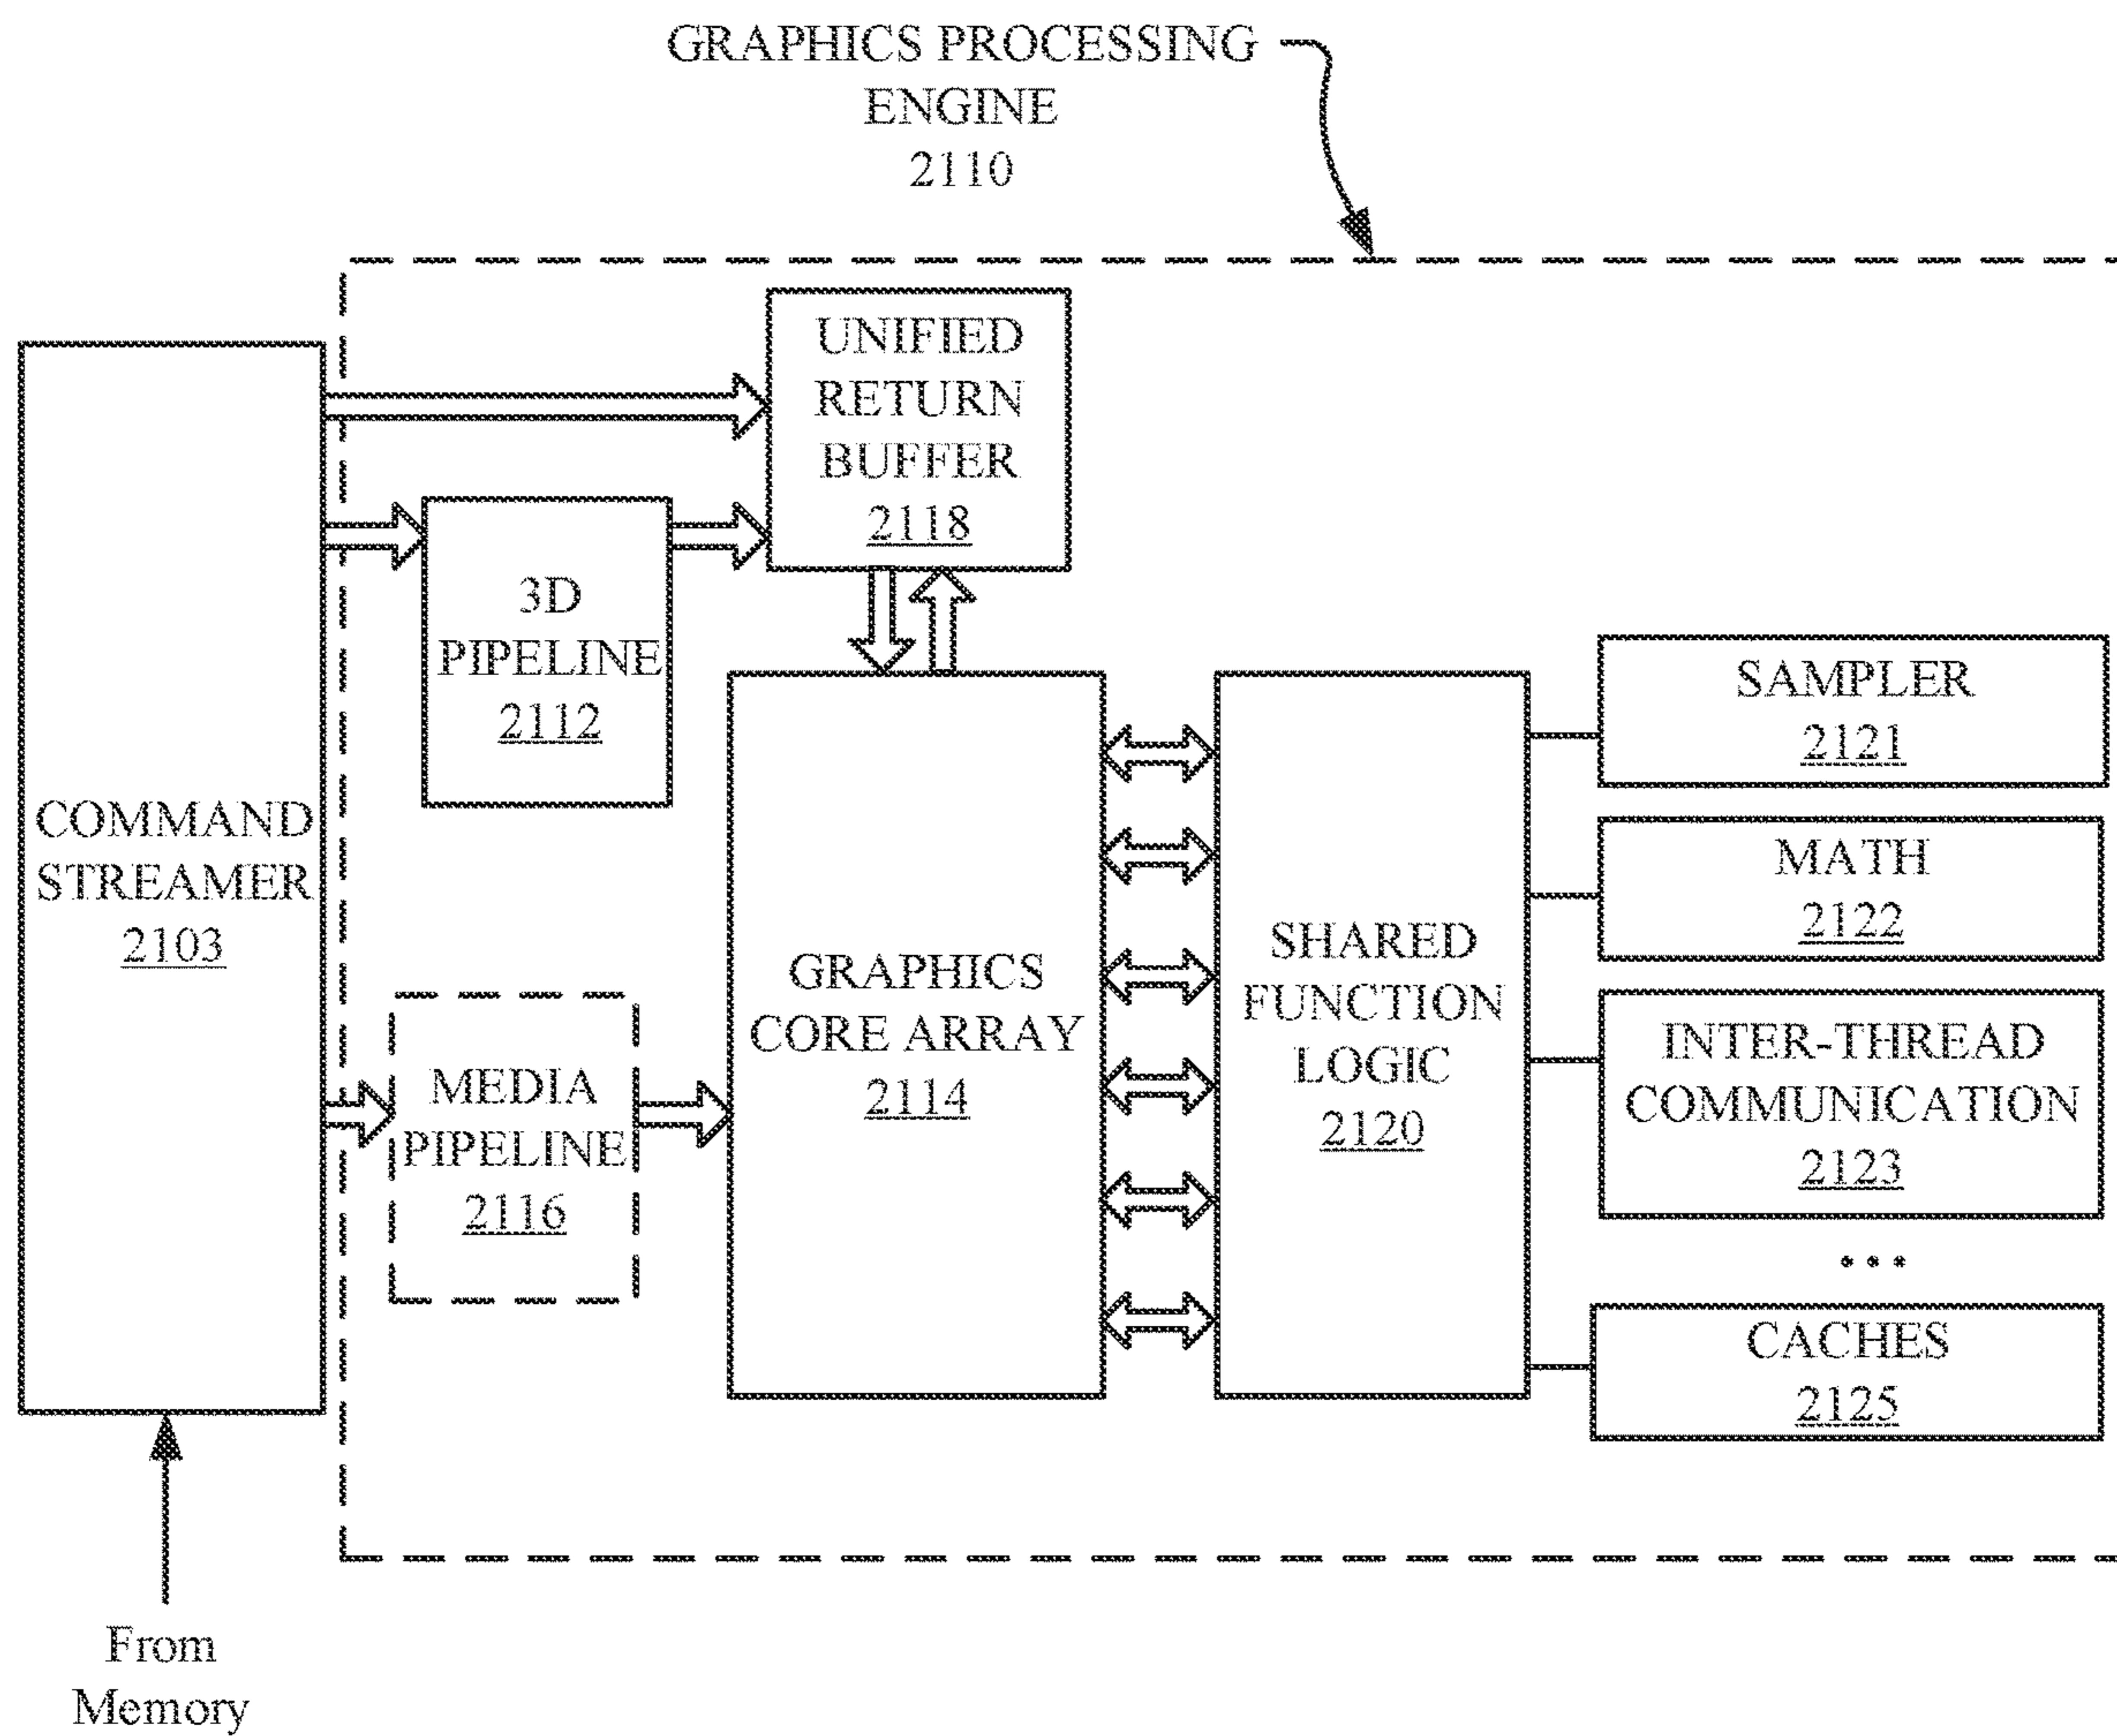 GRAPHICS PROCESSING
ENGINE
2110
UNIFIED
RETURN
BUFFER
2118
3D
PIPELINE
2112
COMMAND
STREAMER
2103
MEDIA
PIPELINE
2116
GRAPHICS
CORE ARRAY
2114
SHARED
FUNCTION
LOGIC
2120
SAMPLER
2121
MATH
2122
INTER-THREAD
COMMUNICATION
2123
...
CACHES
2125
From
Memory